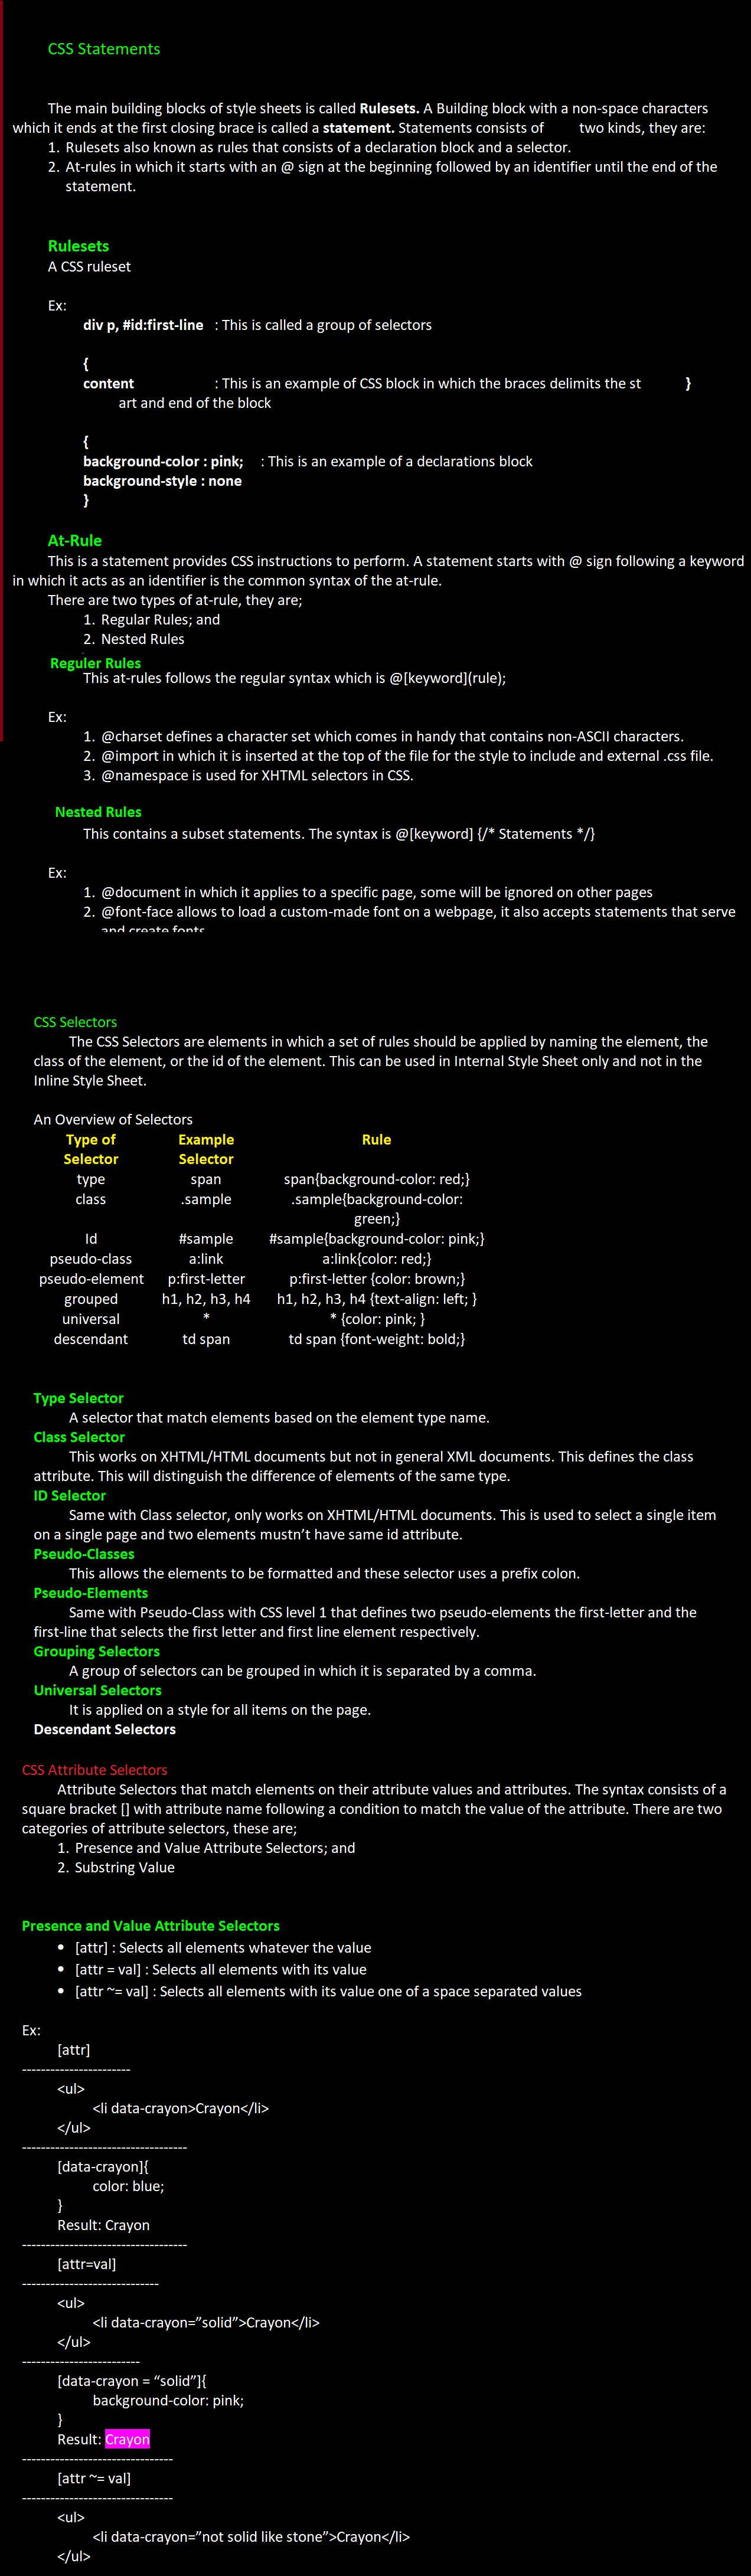 CSS Statements
The main building blocks of style sheets is called Rulesets. A Building block with a non-space characters
which it ends at the first closing brace is called a statement. Statements consists of two kinds, they are:
1. Rulesets also known as rules that consists of a declaration block and a selector.
2. At-rules in which it starts with an @ sign at the beginning followed by an identifier until the end of the
statement.
Rulesets
A CSS ruleset
Ex:
div p, #id:first-line : This is called a group of selectors
{
content : This is an example of CSS block in which the braces delimits the st }
art and end of the block
{
background-color : pink; : This is an example of a declarations block
background-style : none
}
At-Rule
This is a statement provides CSS instructions to perform. A statement starts with @ sign following a keyword
in which it acts as an identifier is the common syntax of the at-rule.
There are two types of at-rule, they are;
1. Regular Rules; and
2. Nested Rules
Reguler Rules
This at-rules follows the regular syntax which is @[keyword](rule);
Ex:
1. @charset defines a character set which comes in handy that contains non-ASCII characters.
2. @import in which it is inserted at the top of the file for the style to include and external .css file.
3. @namespace is used for XHTML selectors in CSS.
Nested Rules
This contains a subset statements. The syntax is @[keyword] {/* Statements */}
Ex:
1. @document in which it applies to a specific page, some will be ignored on other pages
2. @font-face allows to load a custom-made font on a webpage, it also accepts statements that serve
and create fonts
CSS Selectors
The CSS Selectors are elements in which a set of rules should be applied by naming the element, the
class of the element, or the id of the element. This can be used in Internal Style Sheet only and not in the
Inline Style Sheet.
An Overview of Selectors
Type of Example Rule
Selector Selector
type span span{background-color: red;}
class .sample .sample{background-color:
green;}
Id #sample #sample{background-color: pink;}
pseudo-class a:link a:link{color: red;}
pseudo-element p:first-letter p:first-letter {color: brown;}
grouped h1, h2, h3, h4 h1, h2, h3, h4 {text-align: left; }
universal * * {color: pink; }
descendant td span td span {font-weight: bold;}
Type Selector
A selector that match elements based on the element type name.
Class Selector
This works on XHTML/HTML documents but not in general XML documents. This defines the class
attribute. This will distinguish the difference of elements of the same type.
ID Selector
Same with Class selector, only works on XHTML/HTML documents. This is used to select a single item
on a single page and two elements mustn’t have same id attribute.
Pseudo-Classes
This allows the elements to be formatted and these selector uses a prefix colon.
Pseudo-Elements
Same with Pseudo-Class with CSS level 1 that defines two pseudo-elements the first-letter and the
first-line that selects the first letter and first line element respectively.
Grouping Selectors
A group of selectors can be grouped in which it is separated by a comma.
Universal Selectors
It is applied on a style for all items on the page.
Descendant Selectors
CSS Attribute Selectors
Attribute Selectors that match elements on their attribute values and attributes. The syntax consists of a
square bracket [] with attribute name following a condition to match the value of the attribute. There are two
categories of attribute selectors, these are;
1. Presence and Value Attribute Selectors; and
2. Substring Value
Presence and Value Attribute Selectors
• [attr] : Selects all elements whatever the value
• [attr = val] : Selects all elements with its value
• [attr ~= val] : Selects all elements with its value one of a space separated values
Ex:
[attr]
-----------------------
<ul>
<li data-crayon>Crayon</li>
</ul>
-----------------------------------
[data-crayon]{
color: blue;
}
Result: Crayon
-----------------------------------
[attr=val]
-----------------------------
<ul>
<li data-crayon=”solid”>Crayon</li>
</ul>
-------------------------
[data-crayon = “solid”]{
background-color: pink;
}
Result: Crayon
--------------------------------
[attr ~= val]
--------------------------------
<ul>
<li data-crayon=”not solid like stone”>Crayon</li>
</ul>